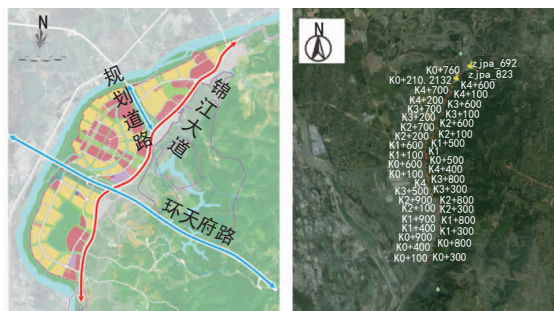 N
规划道路
锦江大道
环天府路
N
zjpa_692
K0+760
zjpa_823
K0+210.2132
K4+600
K4+700
K4+100
K4+200
K3+600
K3+700
K3+100
K3+200
K2+600
K2+700
K2+100
K2+200
K1+500
K1+600
K1
K1+100
K0+500
K0+600
K4+400
K0+100
K3+800
K4
K3+300
K3+500
K2+800
K2+900
K2+300
K2+100
K1+800
K1+900
K1+300
K1+400
K0+800
K0+900
K0+400
K0+300
K0+100